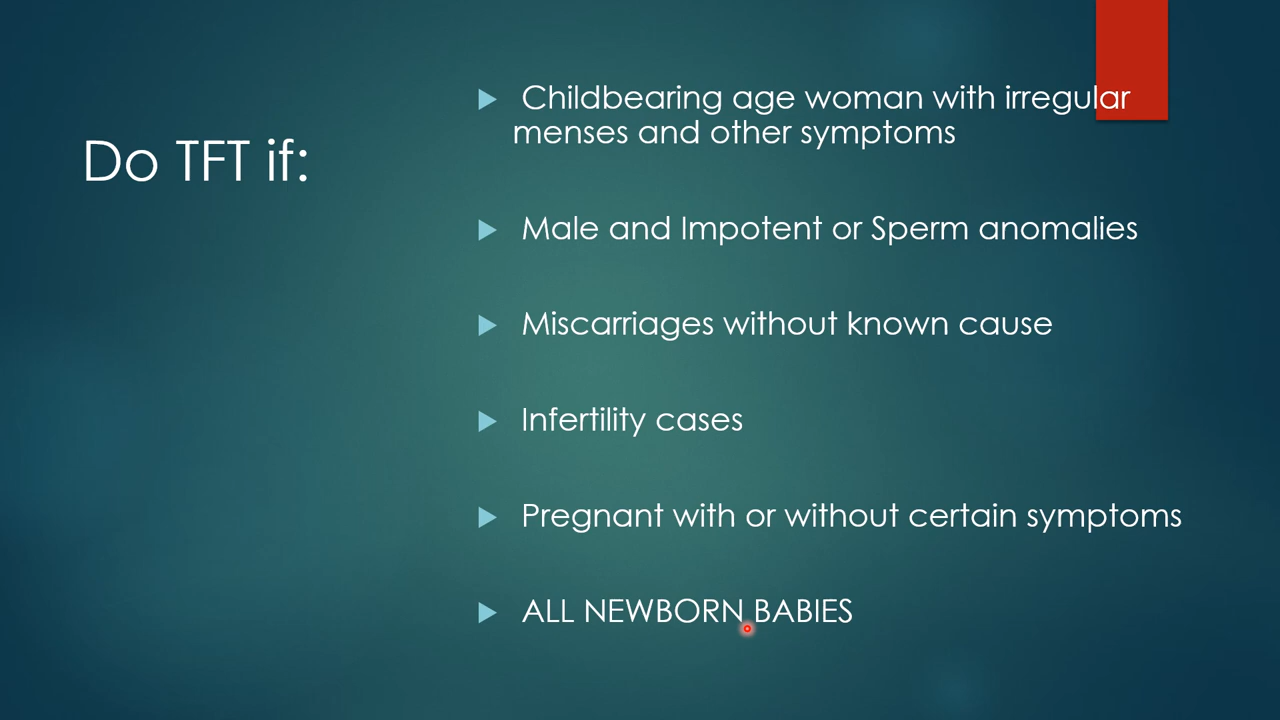 Do TFT if:
Childbearing age woman with irregular
menses and other symptoms
Male and Impotent or Sperm anomalies
Miscarriages without known cause
Infertility cases
Pregnant with or without certain symptoms
ALL NEWBORN BABIES